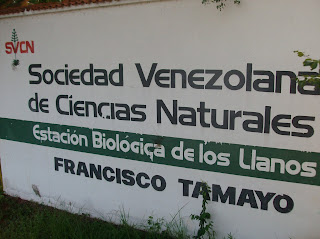 SVCN
Sociedad Venezolana
de Ciencias Naturales
Estación Biológica de los Llanos
FRANCISCO TAMAYO